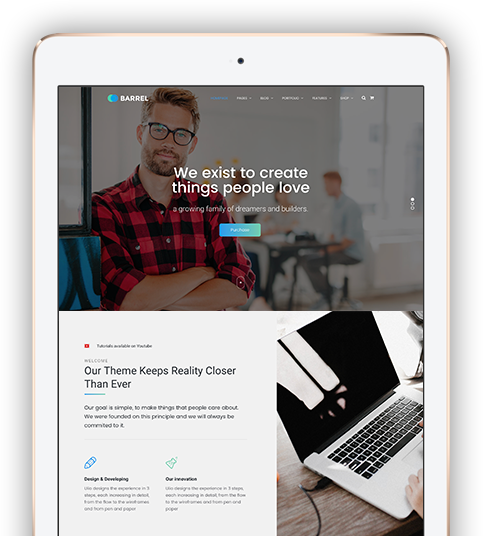 BARREL
PAGES BLOG PORTFOLIO FEATURES SHOP
We exist to create
things people love
a growing family of dreamers and builders.
Purchase
Tutorials available on Youtube
WELCOME
Our Theme Keeps Reality Closer
Than Ever
Our goal is simple, to make things that people care about.
We were founded on this principle and we will always be
commited to it.
Design & Developing
Our innovation
Uio designs the experience in 5
steps, each increasing in detail,
from the flow to the wireframes
and from pen and paper
Uio designs the experience in 5
steps, each increasing in detail, from the flow
to the wireframes and from pen and
paper